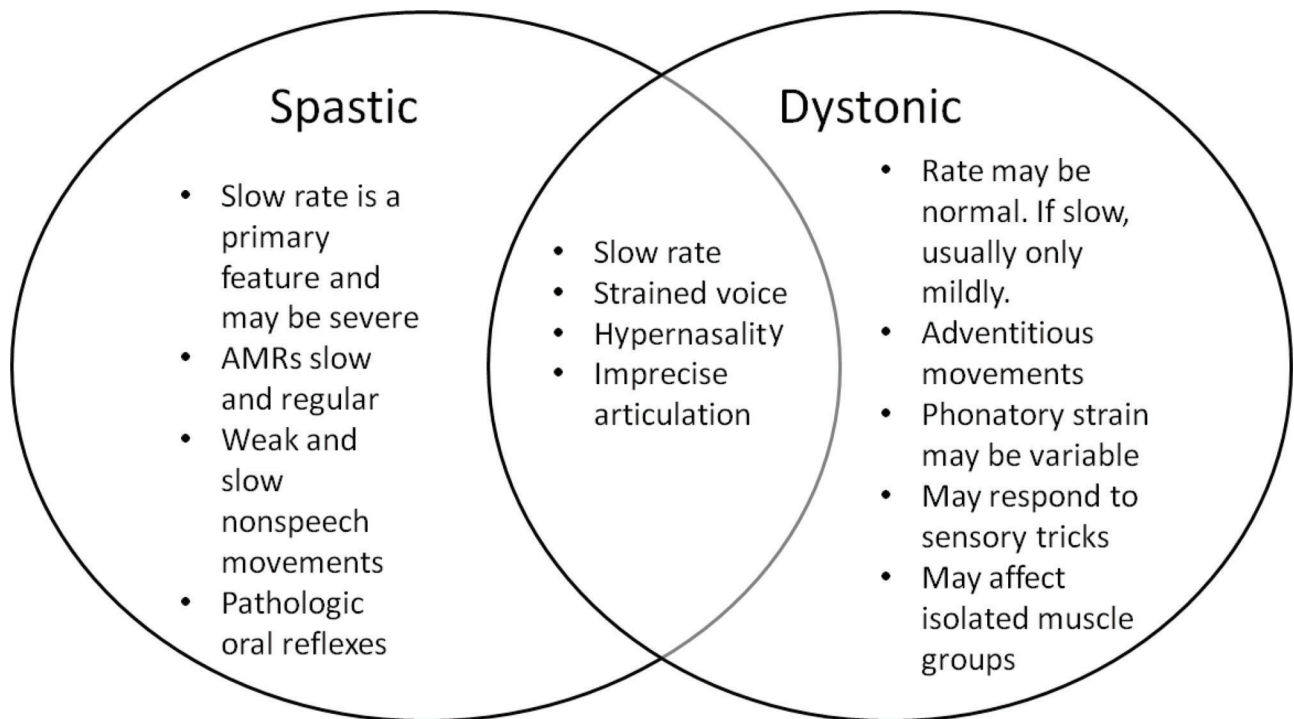 Spastic
• Slow rate is a
primary
feature and
may be severe
• AMRs slow
and regular
• Weak and
slow
nonspeech
movements
• Pathologic
oral reflexes
• Slow rate
• Strained voice
• Hypernasality
• Imprecise
articulation
Dystonic
• Rate may be
normal. If slow,
usually only
mildly.
• Adventitious
movements
• Phonatory strain
may be variable
• May respond to
sensory tricks
• May affect
isolated muscle
groups